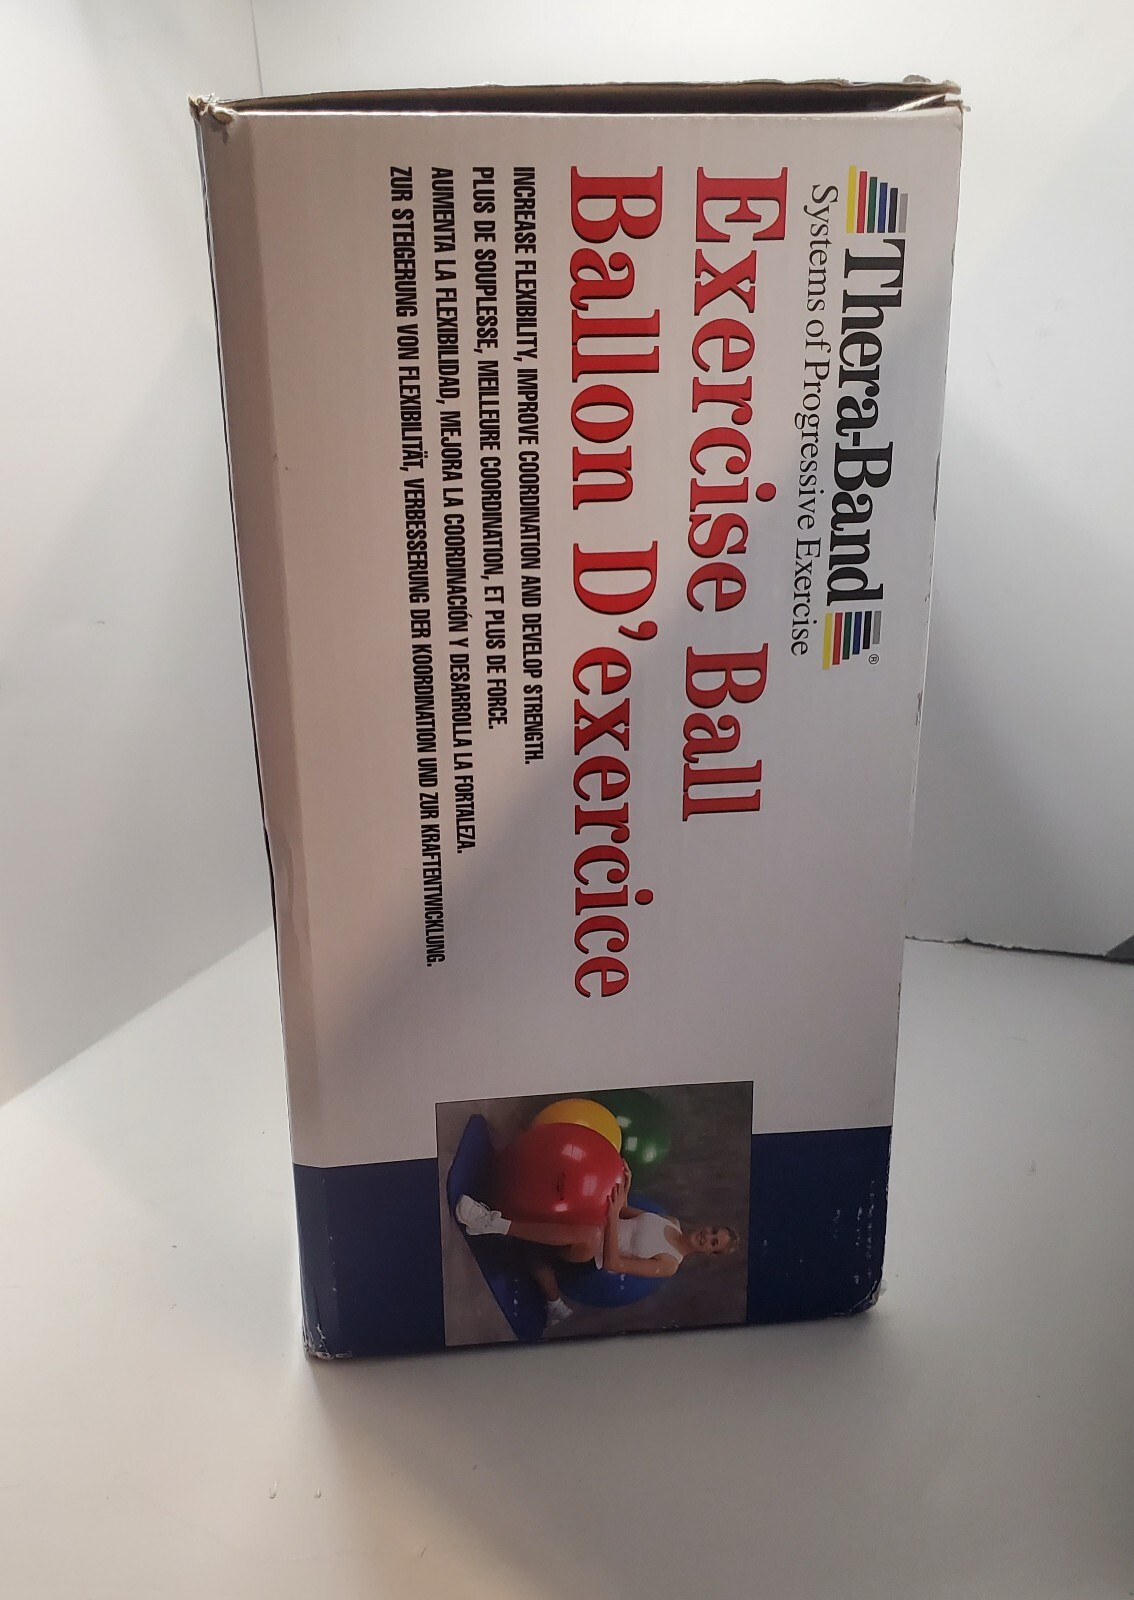 Thera-Band®
Systems of Progressive Exercise
Exercise Ball
Ballon D'exercice
INCREASE FLEXIBILITY, IMPROVE COORDINATION AND DEVELOP STRENGTH.
PLUS DE SOUPLESSE, MEILLEURE COORDINATION, ET PLUS DE FORCE.
AUMENTA LA FLEXIBILIDAD, MEJORA LA COORDINACIÓN Y DESARROLLA LA FORTALEZA.
ZUR STEIGERUNG VON FLEXIBILITÄT, VERBESSERUNG DER KOORDINATION UND ZUR KRAFTENTWICKLUNG.